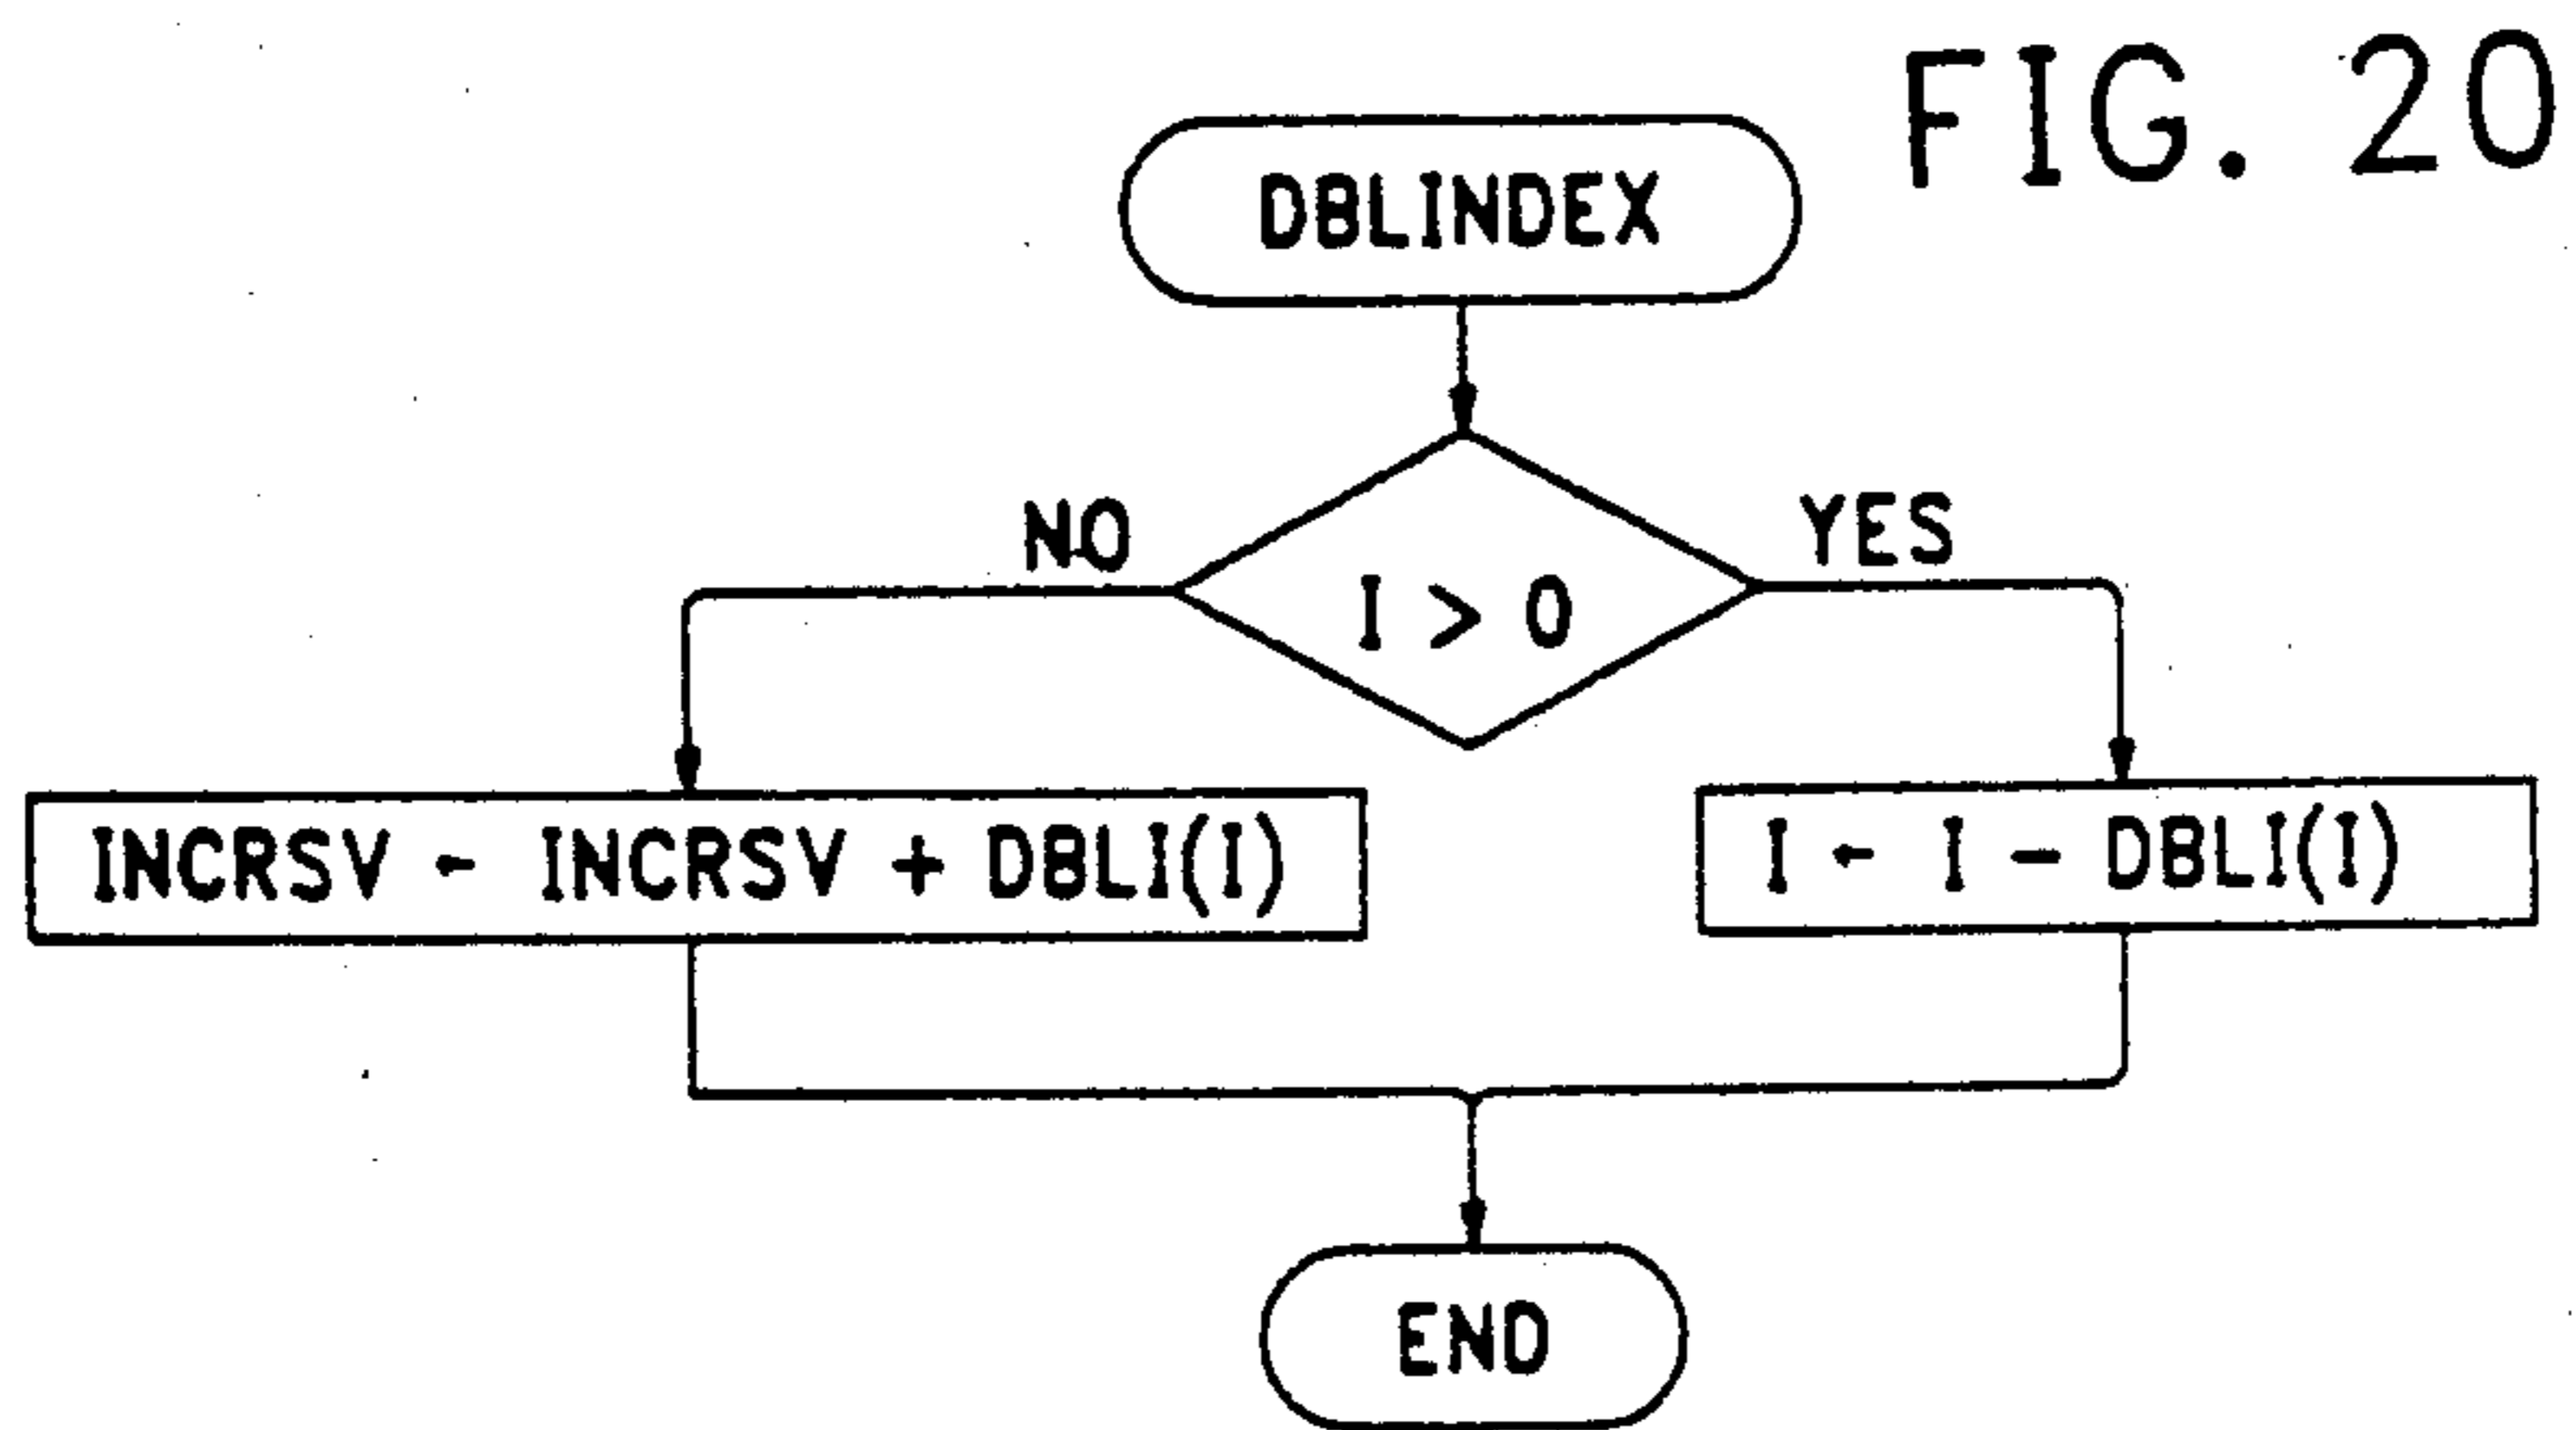 FIG. 20
DBLINDEX
NO
YES
I > 0
INCRSV ← INCRSV + DBLI(I)
I ← I - DBLI(I)
END